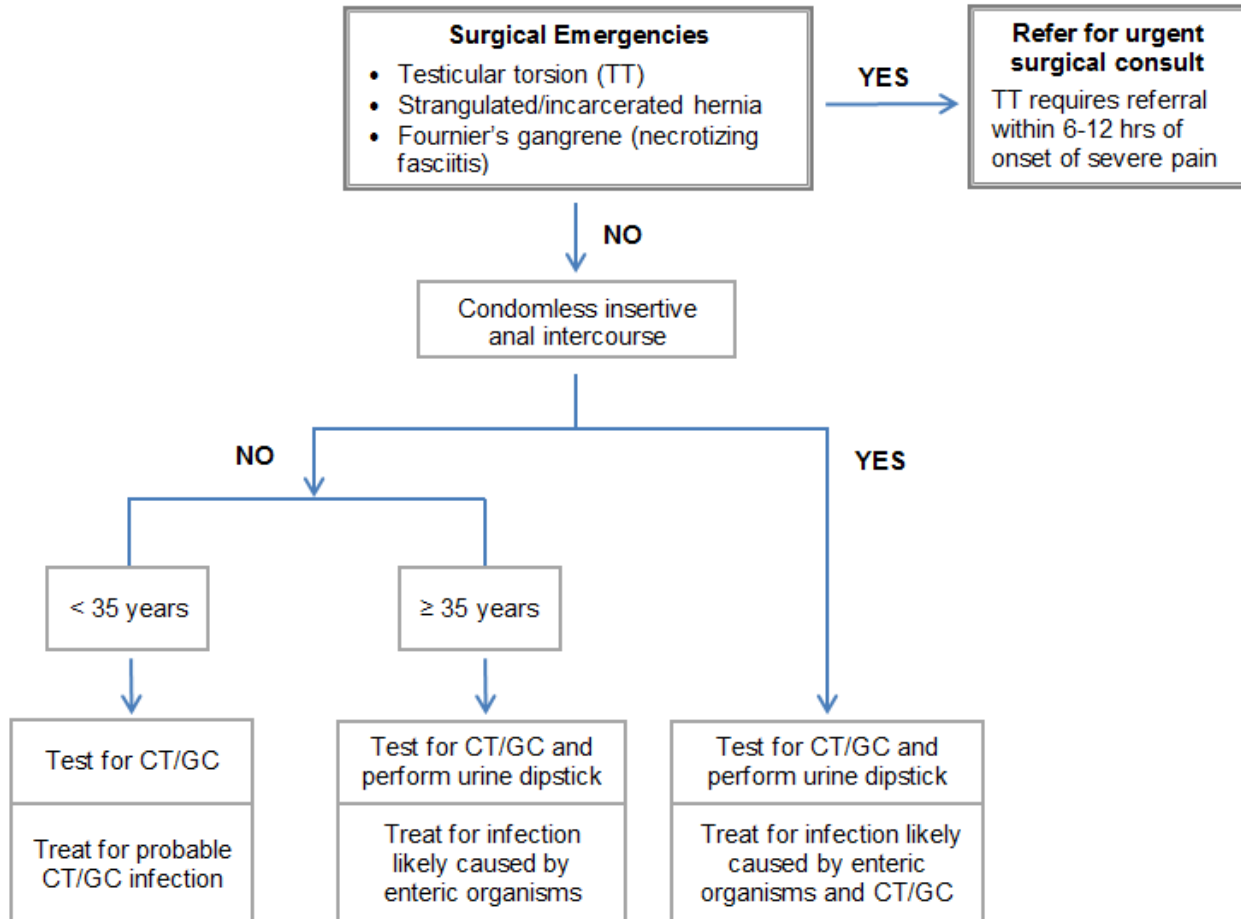 Surgical Emergencies
• Testicular torsion (TT)
• Strangulated/incarcerated hernia
• Fournier's gangrene (necrotizing
fasciitis)
YES
Refer for urgent
surgical consult
TT requires referral
within 6-12 hrs of
onset of severe pain
NO
Condomless insertive
anal intercourse
NO
YES
< 35 years
≥ 35 years
Test for CT/GC
Treat for probable
CT/GC infection
Test for CT/GC and
perform urine dipstick
Treat for infection
likely caused by
enteric organisms
Test for CT/GC and
perform urine dipstick
Treat for infection likely
caused by enteric
organisms and CT/GC